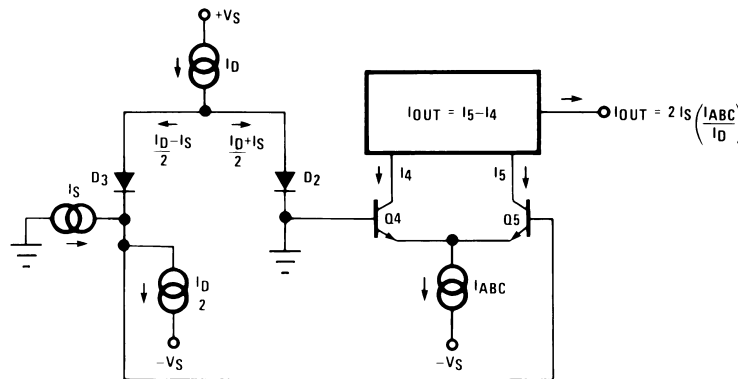 +VS
ID
ID/2 −IS
ID/2 +IS
IOUT = I5−I4
IOUT = 2 IS (IABC/ID)
D3
D2
I4
I5
IS
Q4
Q5
ID
2
IABC
−VS
−VS